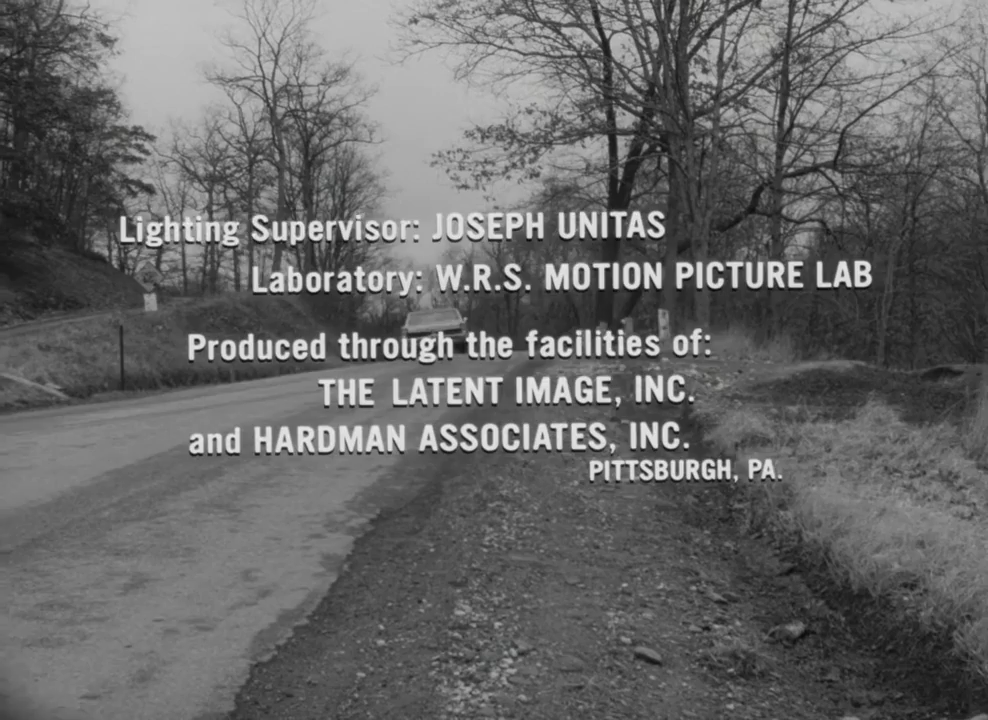 Lighting Supervisor: JOSEPH UNITAS
Laboratory: W.R.S. MOTION PICTURE LAB
Produced through the facilities of:
THE LATENT IMAGE, INC.
and HARDMAN ASSOCIATES, INC.
PITTSBURGH, PA.